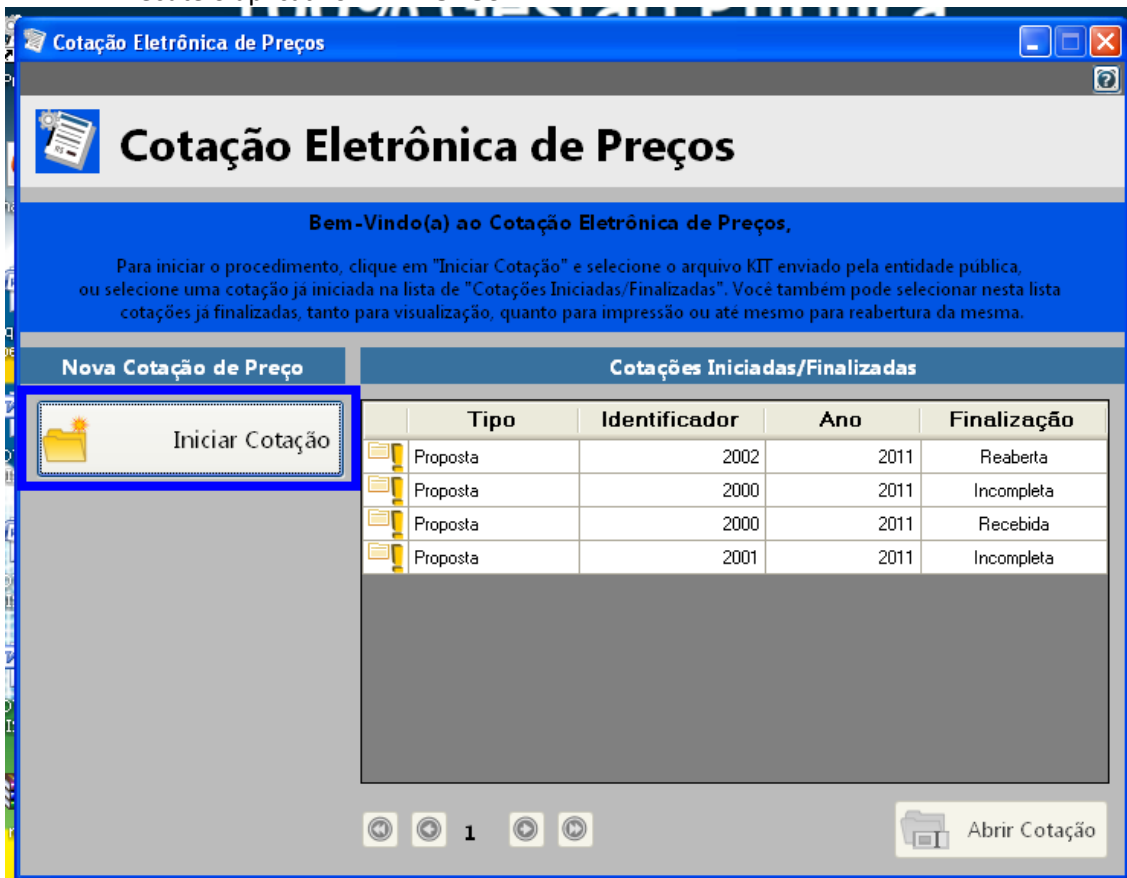 Cotação Eletrônica de Preços
Cotação Eletrônica de Preços
Bem-Vindo(a) ao Cotação Eletrônica de Preços,
Para iniciar o procedimento, clique em "Iniciar Cotação" e selecione o arquivo KIT enviado pela entidade pública,
ou selecione uma cotação já iniciada na lista de "Cotações Iniciadas/Finalizadas". Você também pode selecionar nesta lista
cotações já finalizadas, tanto para visualização, quanto para impressão ou até mesmo para reabertura da mesma.
Nova Cotação de Preço
Cotações Iniciadas/Finalizadas
Iniciar Cotação
Tipo Identificador Ano Finalização
Proposta 2002 2011 Reaberta
Proposta 2000 2011 Incompleta
Proposta 2000 2011 Recebida
Proposta 2001 2011 Incompleta
1
Abrir Cotação